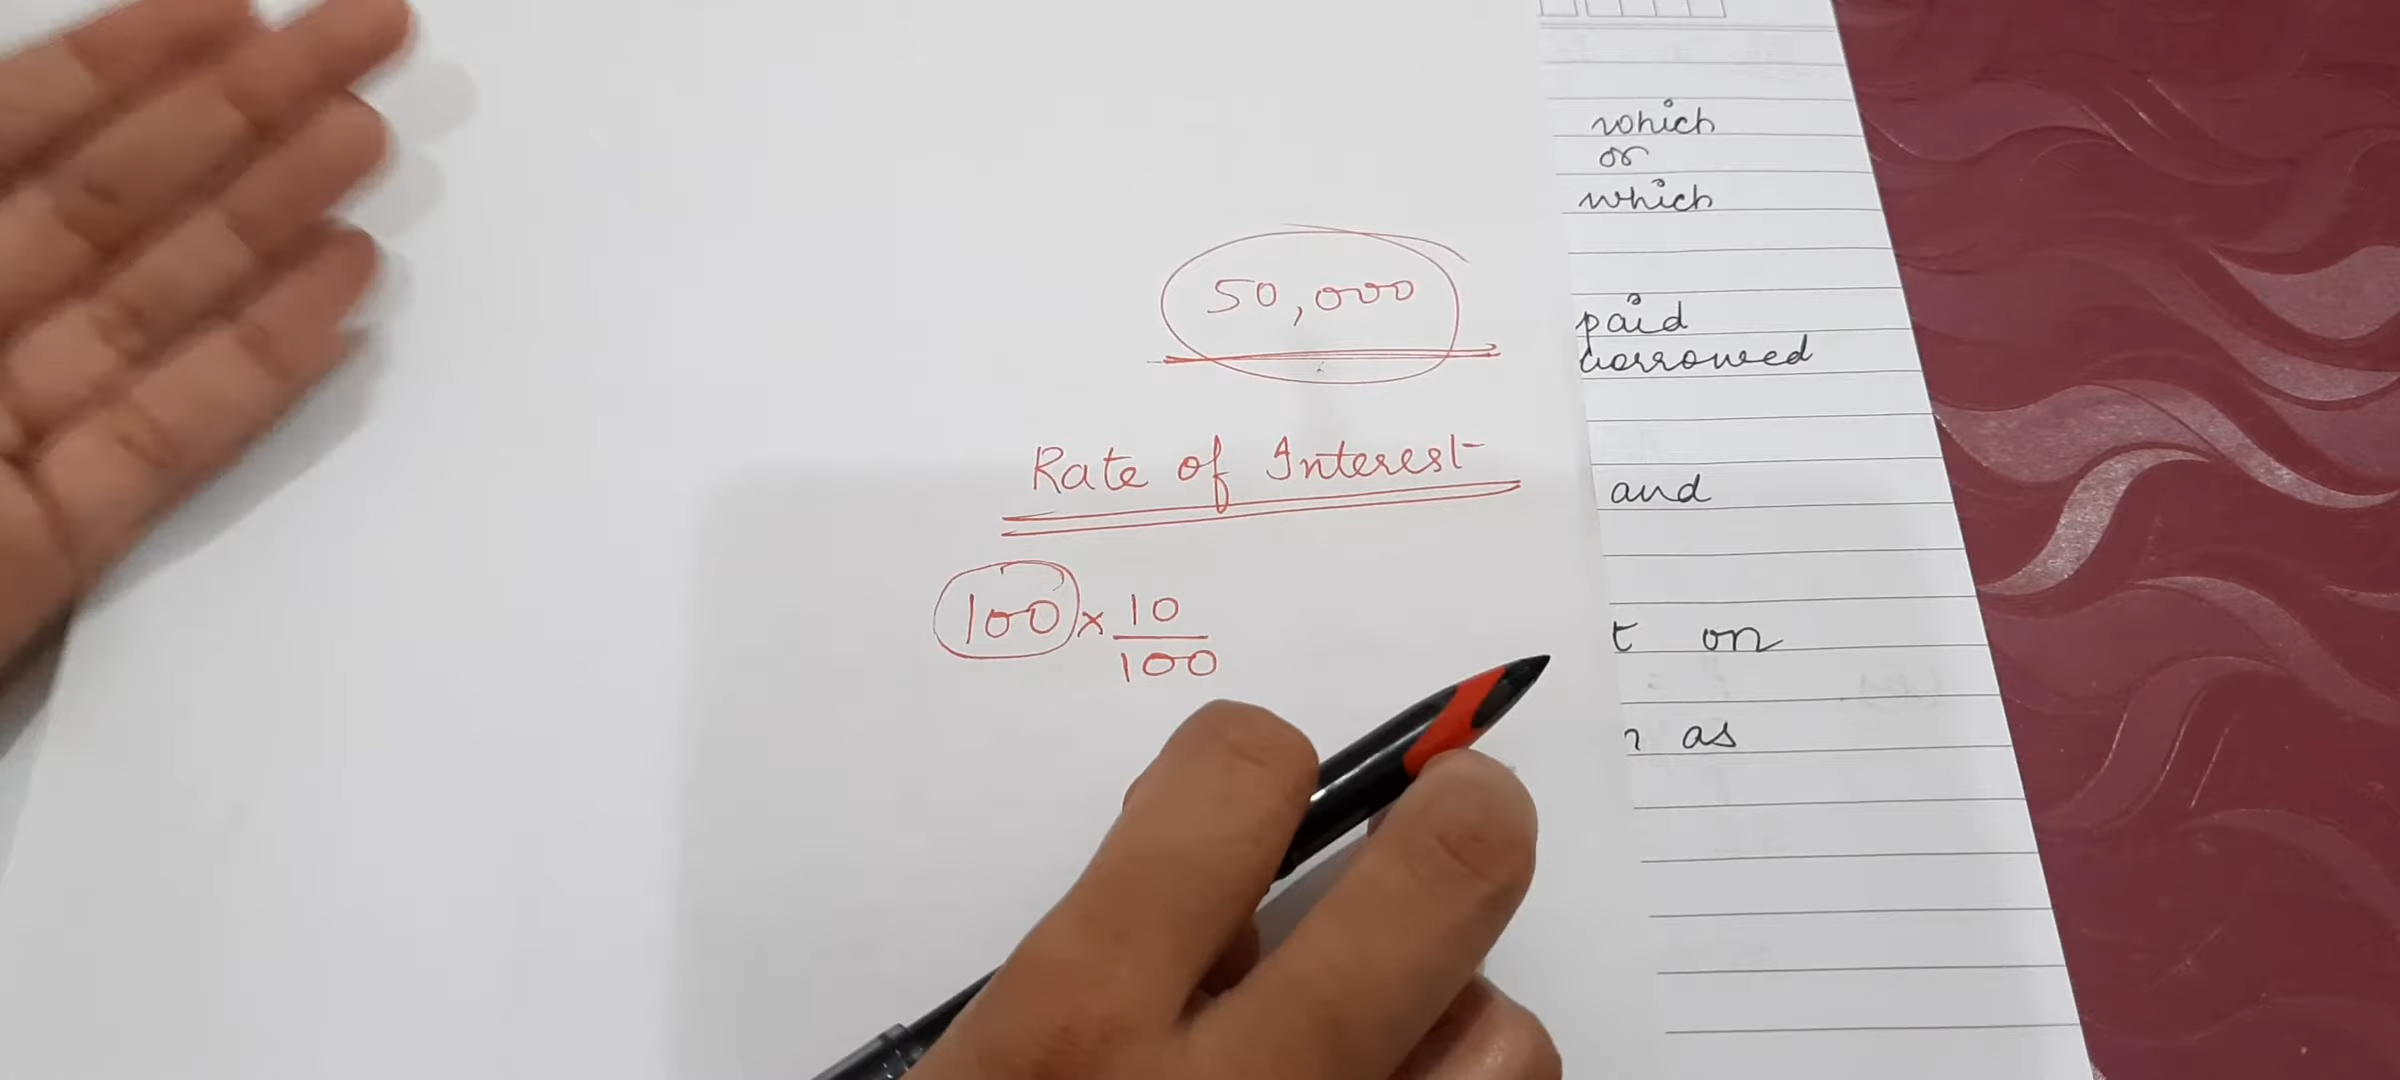 50,000
Rate of Interest
100 × 10/100
which
or
which
paid
borrowed
and
t on
as